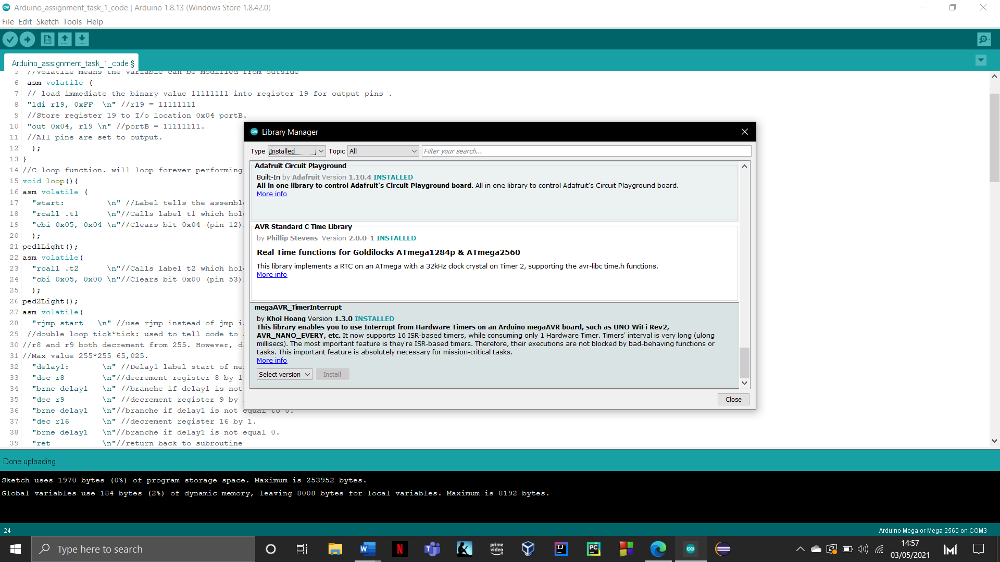 Arduino_assignment_task_1_code | Arduino 1.8.13 (Windows Store 1.8.42.0)
File Edit Sketch Tools Help
Arduino_assignment_task_1_code §
5 //volatile means the variable can be modified from outside
6 asm volatile (
7 // load immediate the binary value 11111111 into register 19 for output pins .
8 "ldi r19, 0xFF \n" //r19 = 11111111
9 //Store register 19 to I/o location 0x04 portB.
10 "out 0x04, r19 \n" //portB = 11111111.
11 //All pins are set to output.
12 );
13 }
14 //C loop function. will loop forever performing
15 void loop(){
16 asm volatile (
17 "start: \n" //Label tells the assemble
18 "rcall .t1 \n"//Calls label t1 which hol
19 "cbi 0x05, 0x04 \n"//Clears bit 0x04 (pin 12)
20 );
21 ped1Light();
22 asm volatile(
23 "rcall .t2 \n"//Calls label t2 which hol
24 "cbi 0x05, 0x00 \n"//Clears bit 0x00 (pin 53)
25 );
26 ped2Light();
27 asm volatile(
28 "rjmp start \n" //use rjmp instead of jmp i
29 //double loop tick*tick: used to tell code to
30 //r8 and r9 both decrement from 255. However, d
31 //Max value 255*255 65,025.
32 "delay1: \n" //Delay1 label start of ne
33 "dec r8 \n"//decrement register 8 by 1
34 "brne delay1 \n" //branche if delay1 is not
35 "dec r9 \n" //decrement register 9 by
36 "brne delay1 \n"//branche if delay1 is not equal to 0.
37 "dec r16 \n" //decrement register 16 by 1.
38 "brne delay1 \n"//branche if delay1 is not equal 0.
39 "ret \n"//return back to subroutine
Library Manager
Type Installed Topic All Filter your search...
Adafruit Circuit Playground
Built-In by Adafruit Version 1.10.4 INSTALLED
All in one library to control Adafruit's Circuit Playground board. All in one library to control Adafruit's Circuit Playground board.
More info
AVR Standard C Time Library
by Phillip Stevens Version 2.0.0-1 INSTALLED
Real Time functions for Goldilocks ATmega1284p & ATmega2560
This library implements a RTC on an ATmega with a 32kHz clock crystal on Timer 2, supporting the avr-libc time.h functions.
More info
megaAVR_TimerInterrupt
by Khoi Hoang Version 1.3.0 INSTALLED
This library enables you to use Interrupt from Hardware Timers on an Arduino megaAVR board, such as UNO WiFi Rev2,
AVR_NANO_EVERY, etc. It now supports 16 ISR-based timers, while consuming only 1 Hardware Timer. Timers' interval is very long (ulong
millisecs). The most important feature is they're ISR-based timers. Therefore, their executions are not blocked by bad-behaving functions or
tasks. This important feature is absolutely necessary for mission-critical tasks.
More info
Select version Install
Close
Done uploading.
Sketch uses 1970 bytes (0%) of program storage space. Maximum is 253952 bytes.
Global variables use 184 bytes (2%) of dynamic memory, leaving 8008 bytes for local variables. Maximum is 8192 bytes.
24
Arduino Mega or Mega 2560 on COM3
Type here to search
W
N
T
prime video
IJ
PC
14:57
03/05/2021